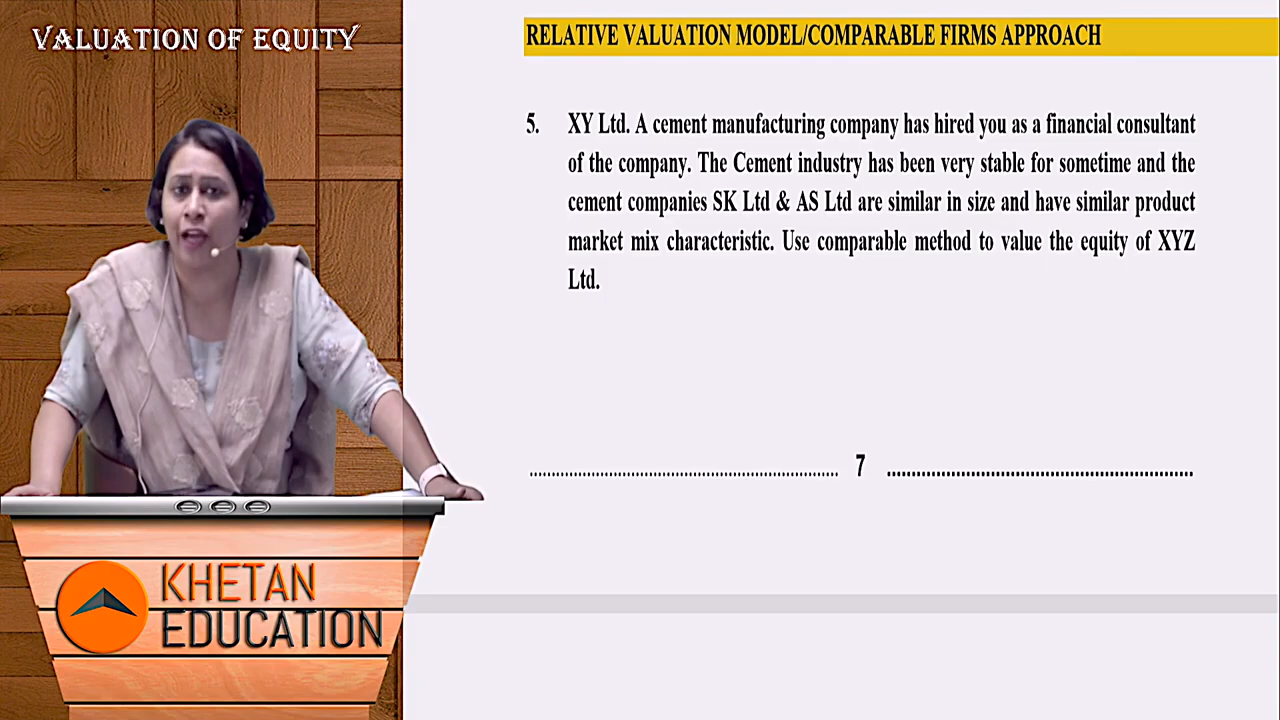 VALUATION OF EQUITY
RELATIVE VALUATION MODEL/COMPARABLE FIRMS APPROACH
5. XY Ltd. A cement manufacturing company has hired you as a financial consultant
of the company. The Cement industry has been very stable for sometime and the
cement companies SK Ltd & AS Ltd are similar in size and have similar product
market mix characteristic. Use comparable method to value the equity of XYZ
Ltd.
.................................................................. 7 ..................................................................
KHETAN
EDUCATION